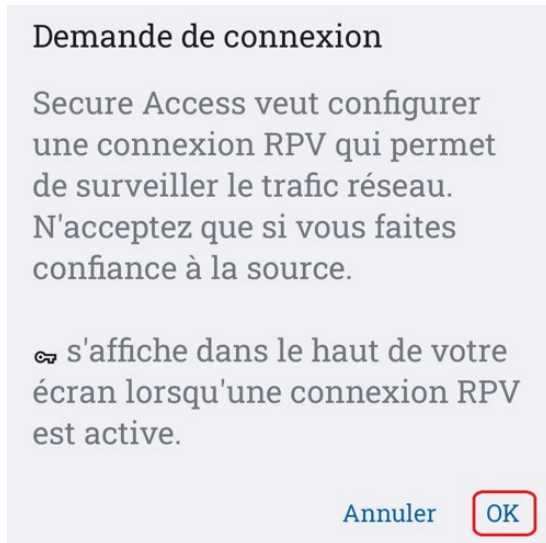 Demande de connexion
Secure Access veut configurer
une connexion RPV qui permet
de surveiller le trafic réseau.
N'acceptez que si vous faites
confiance à la source.
s'affiche dans le haut de votre
écran lorsqu'une connexion RPV
est active.
Annuler OK